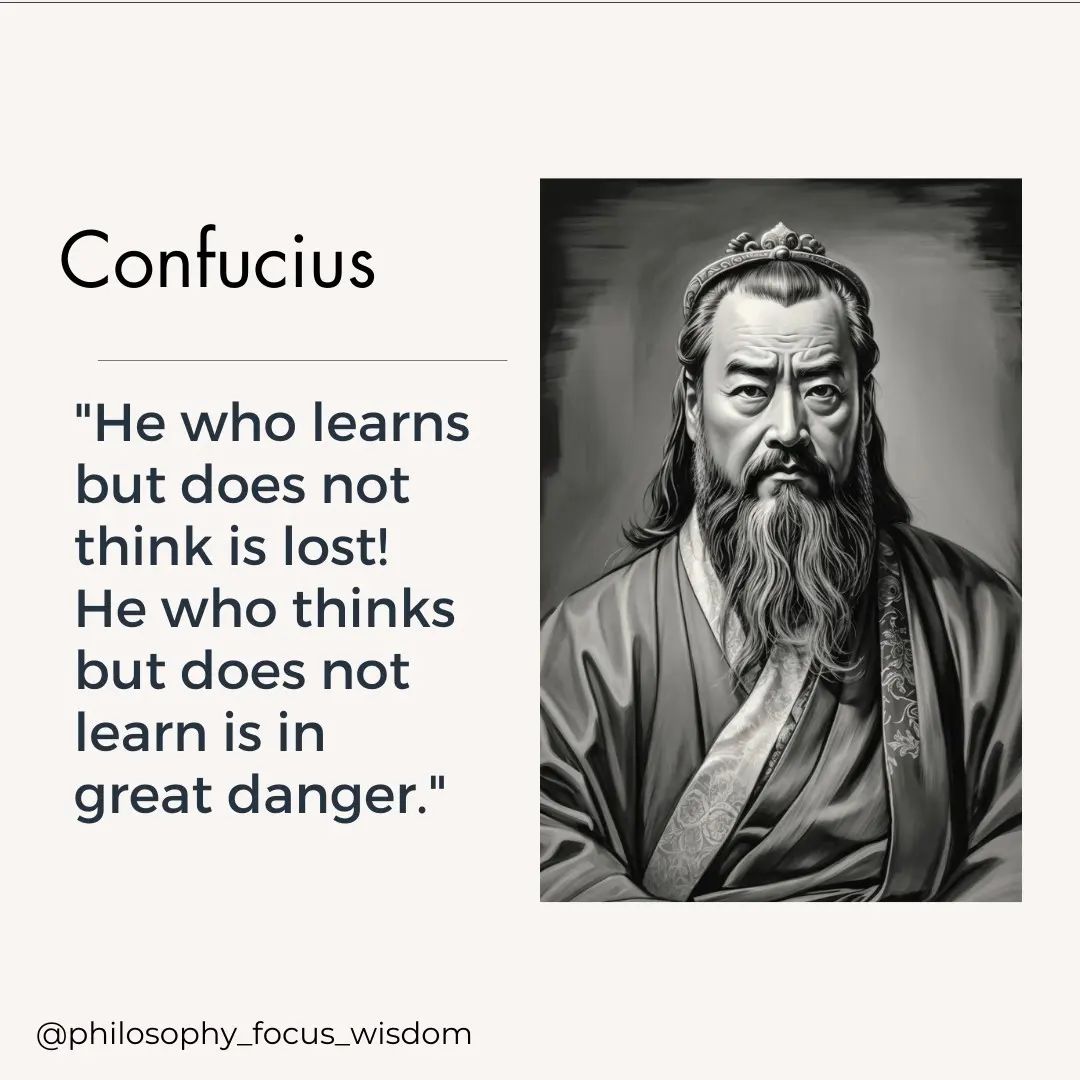 Confucius
"He who learns
but does not
think is lost!
He who thinks
but does not
learn is in
great danger."
@philosophy_focus_wisdom